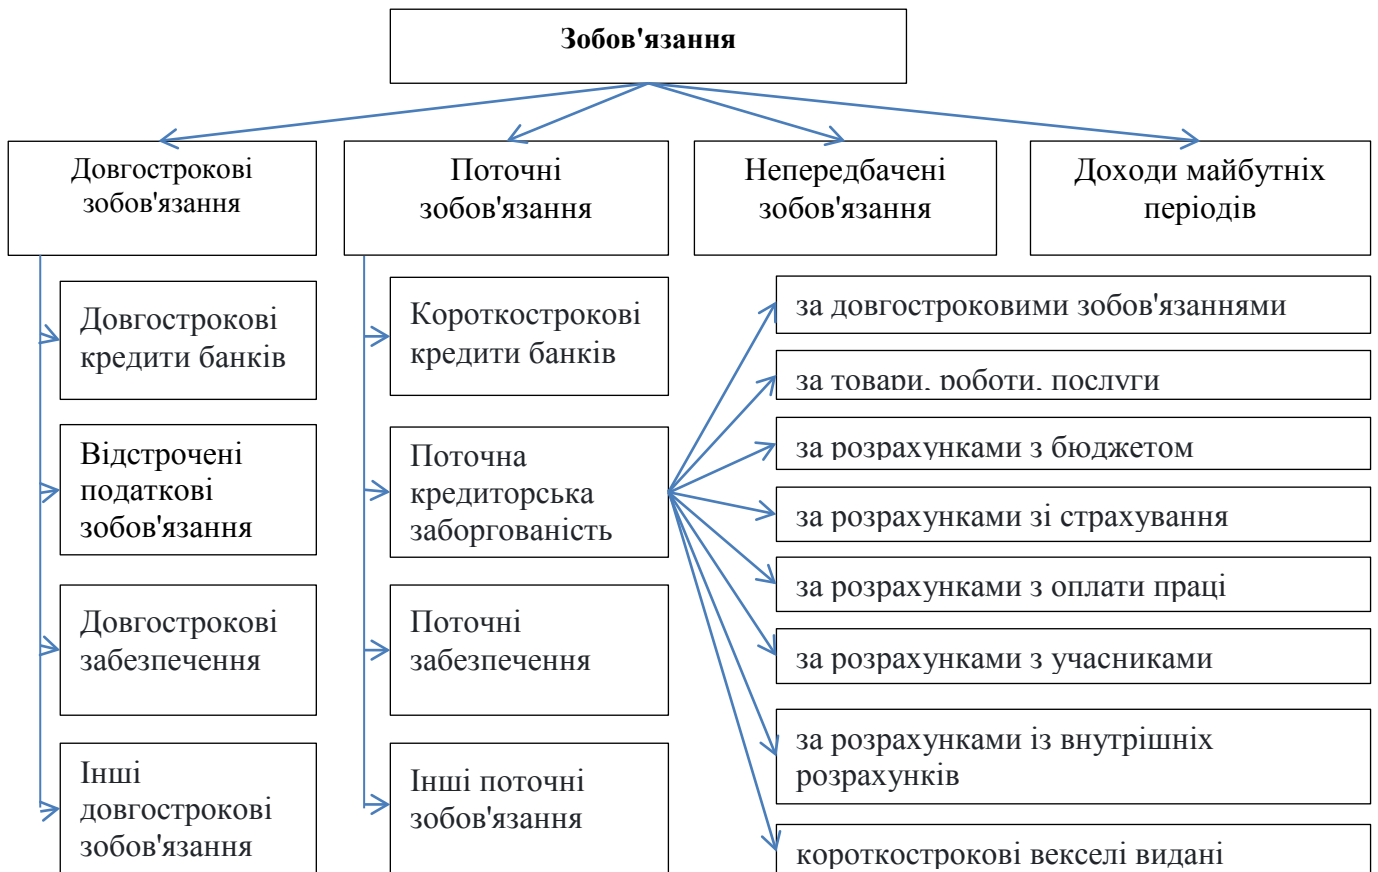 Зобов'язання
Довгострокові
зобов'язання
Поточні
зобов'язання
Непередбачені
зобов'язання
Доходи майбутніх
періодів
Довгострокові
кредити банків
Відстрочені
податкові
зобов'язання
Довгострокові
забезпечення
Інші
довгострокові
зобов'язання
Короткострокові
кредити банків
Поточна
кредиторська
заборгованість
Поточні
забезпечення
Інші поточні
зобов'язання
за довгостроковими зобов'язаннями
за товари, роботи, послуги
за розрахунками з бюджетом
за розрахунками зі страхування
за розрахунками з оплати праці
за розрахунками з учасниками
за розрахунками із внутрішніх
розрахунків
короткострокові векселі видані